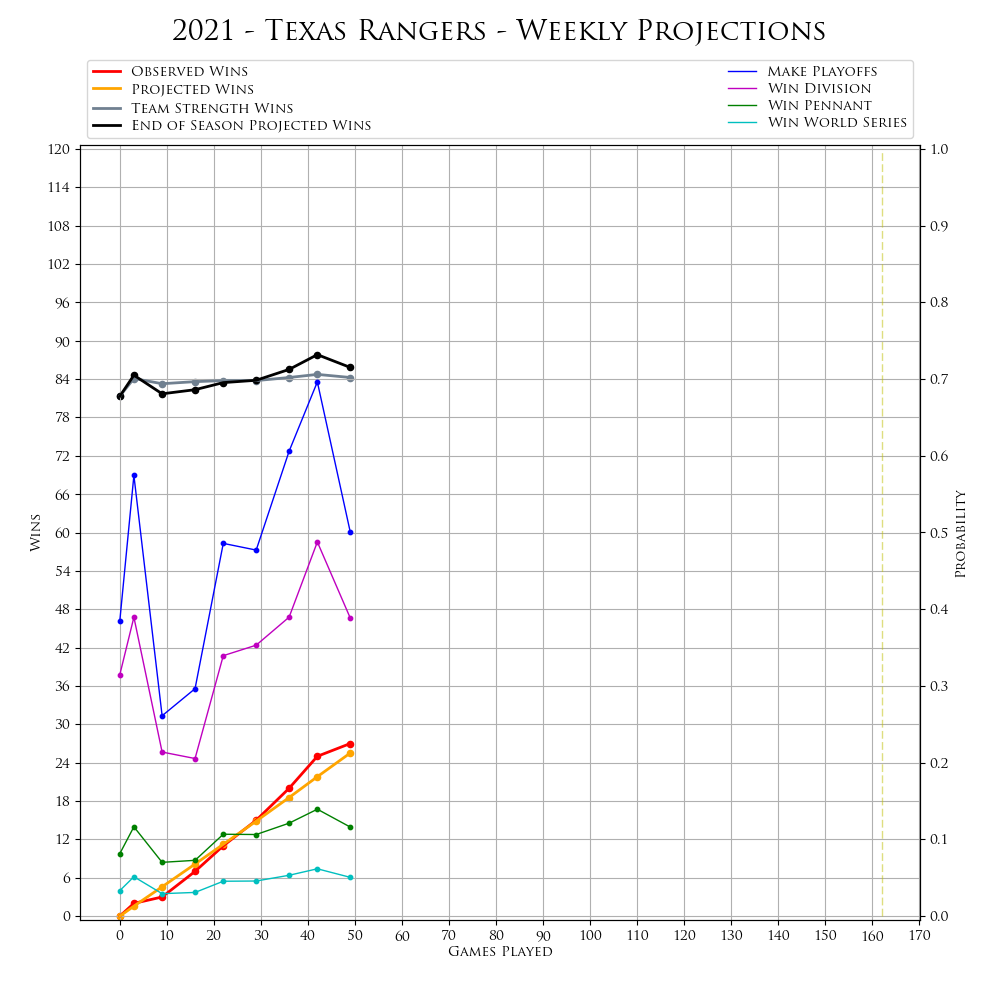 2021 - Texas Rangers - Weekly Projections
Observed Wins
Projected Wins
Team Strength Wins
End of Season Projected Wins
Make Playoffs
Win Division
Win Pennant
Win World Series
120
114
108
102
96
90
84
78
72
66
60
54
48
42
36
30
24
18
12
6
0
Wins
1.0
0.9
0.8
0.7
0.6
0.5
0.4
0.3
0.2
0.1
0.0
Probability
0 10 20 30 40 50 60 70 80 90 100 110 120 130 140 150 160 170
Games Played